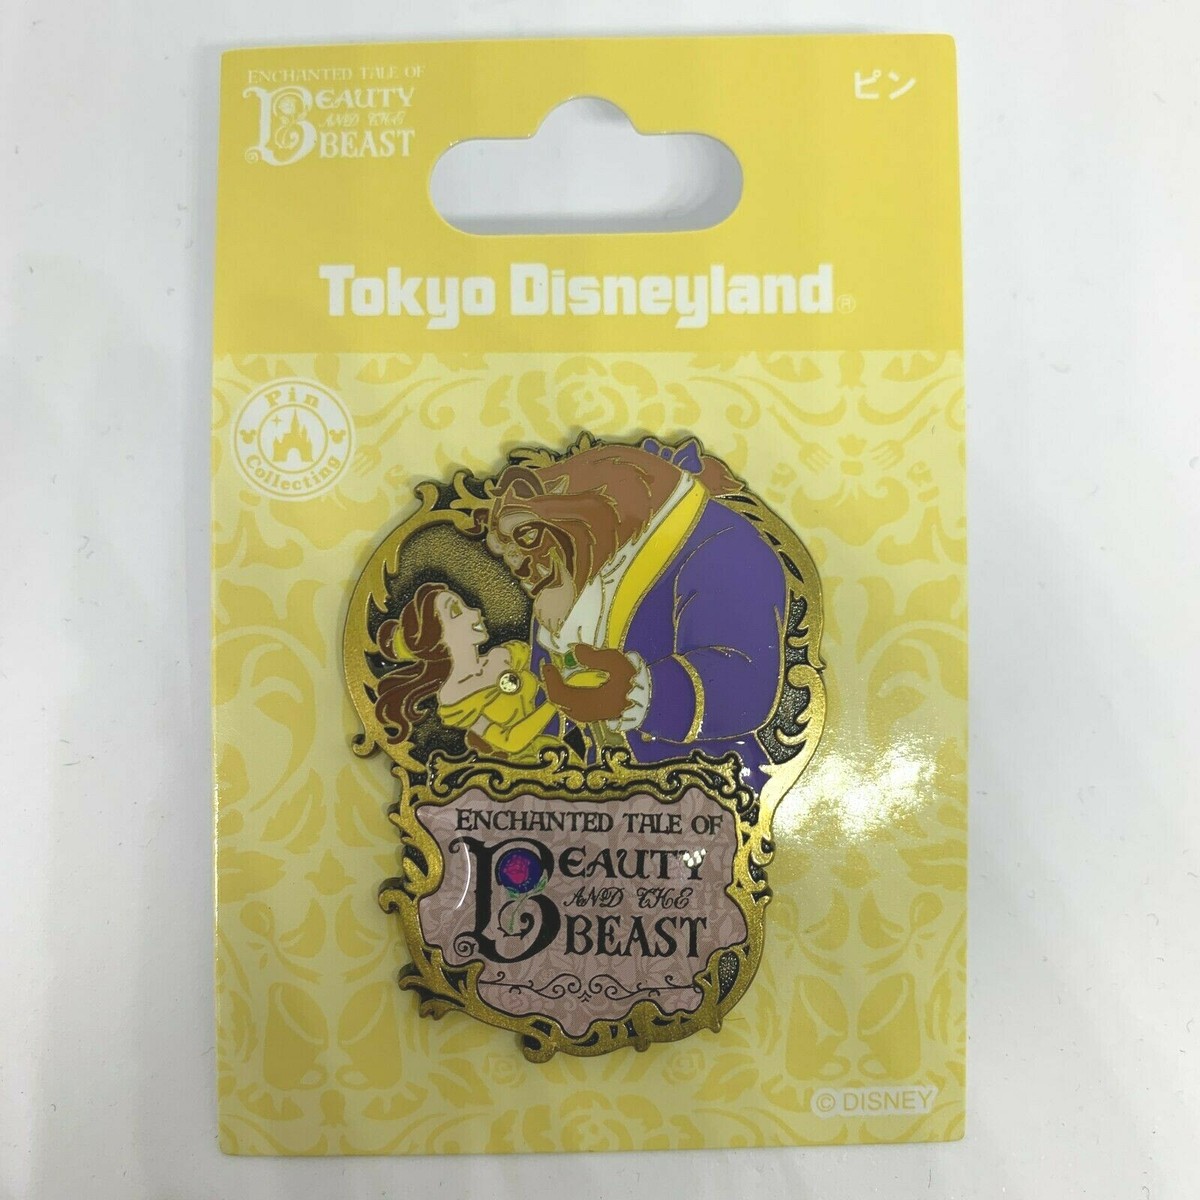 ENCHANTED TALE OF
BEAUTY
AND THE
BEAST
ピン
Tokyo Disneyland®
Pin
Collecting
ENCHANTED TALE OF
BEAUTY
AND THE
BEAST
© DISNEY